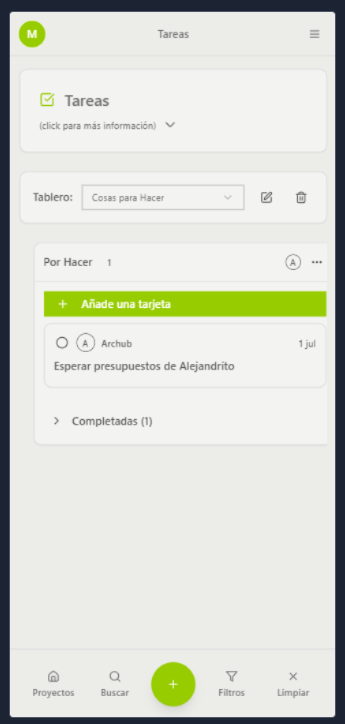 M
Tareas
Tareas
(click para más información)
Tablero:
Cosas para Hacer
Por Hacer 1
A
+ Añade una tarjeta
A Archub 1 jul
Esperar presupuestos de Alejandrito
Completadas (1)
+
Proyectos Buscar Filtros Limpiar